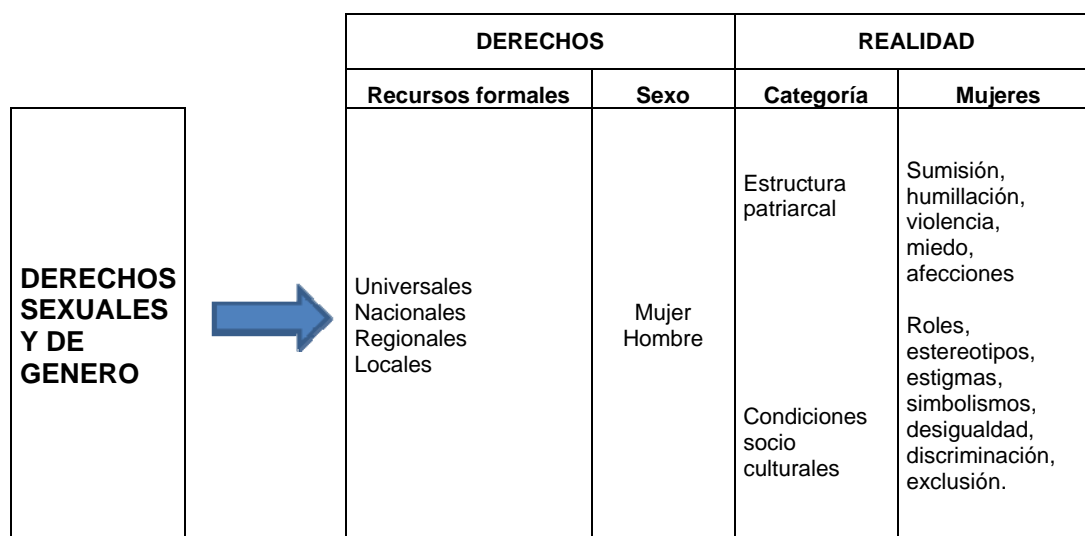 DERECHOS
REALIDAD
Recursos formales
Sexo
Categoría
Mujeres
DERECHOS
SEXUALES
Y DE
GENERO
Universales
Nacionales
Regionales
Locales
Mujer
Hombre
Estructura
patriarcal
Sumisión,
humillación,
violencia,
miedo,
afecciones
Condiciones
socio
culturales
Roles,
estereotipos,
estigmas,
simbolismos,
desigualdad,
discriminación,
exclusión.